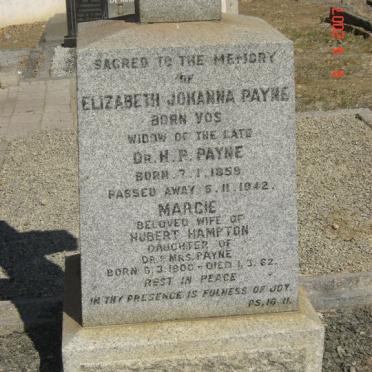 SACRED TO THE MEMORY
OF
ELIZABETH JOHANNA PAYNE
BORN VOS
WIDOW OF THE LATE
DR. H. P. PAYNE
BORN 7. 1. 1859
PASSED AWAY 5. 11. 1942.
MARGIE
BELOVED WIFE OF
HUBERT HAMPTON
DAUGHTER OF
DR. & MRS. PAYNE
BORN 6. 3. 1900 - DIED 1. 5. 62.
REST IN PEACE
IN THY PRESENCE IS FULNESS OF JOY.
PS. 16. 11.